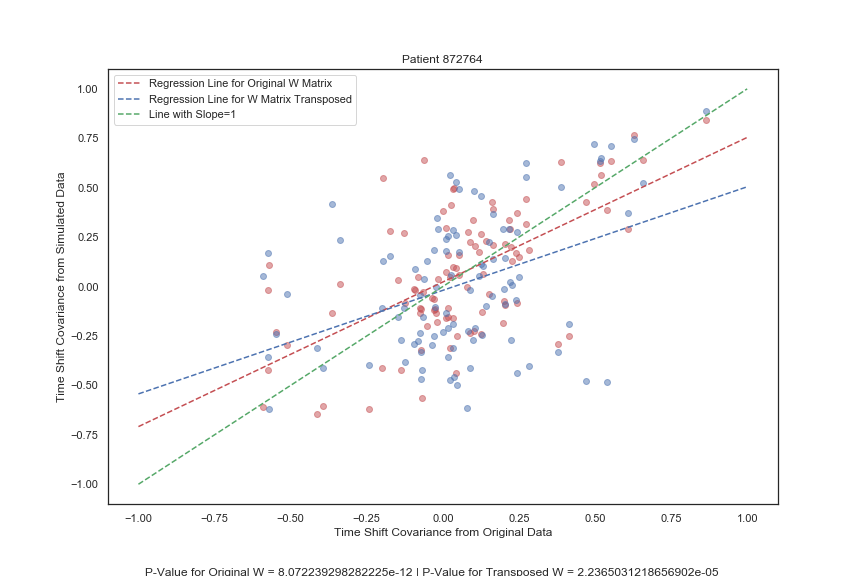 Patient 872764
Regression Line for Original W Matrix
Regression Line for W Matrix Transposed
Line with Slope=1
Time Shift Covariance from Simulated Data
1.00
0.75
0.50
0.25
0.00
−0.25
−0.50
−0.75
−1.00
−1.00 −0.75 −0.50 −0.25 0.00 0.25 0.50 0.75 1.00
Time Shift Covariance from Original Data
P-Value for Original W = 8.072239298282225e-12 | P-Value for Transposed W = 2.2365031218656902e-05